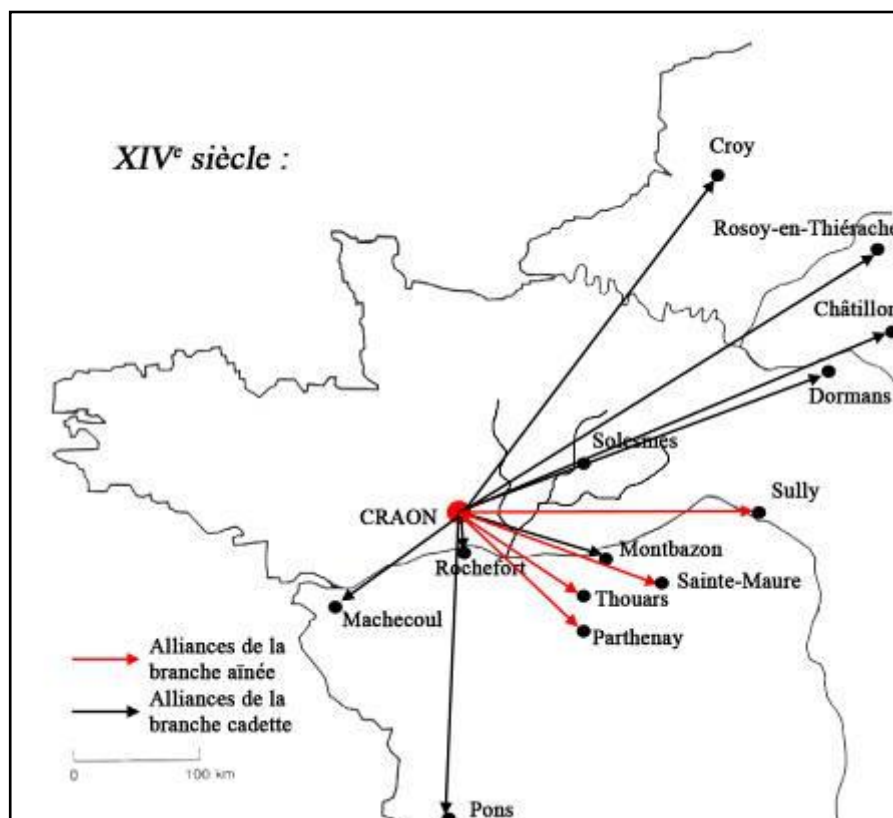 XIVe siècle :
Croy
Rosoy-en-Thiérache
Châtillon
Dormans
Solesmes
Sully
CRAON
Montbazon
Rochefort
Sainte-Maure
Thouars
Machecoul
Parthenay
Alliances de la
branche aïnée
Alliances de la
branche cadette
0 100 km
Pons